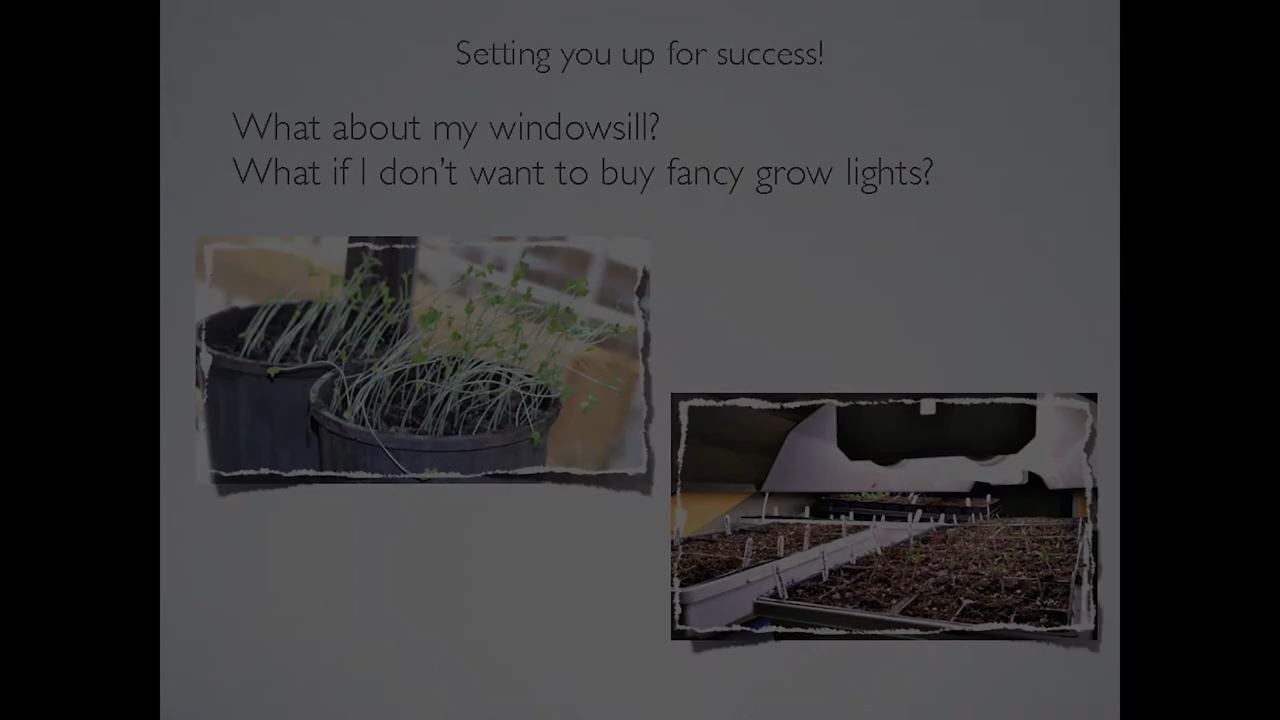 Setting you up for success!
What about my windowsill?
What if I don't want to buy fancy grow lights?